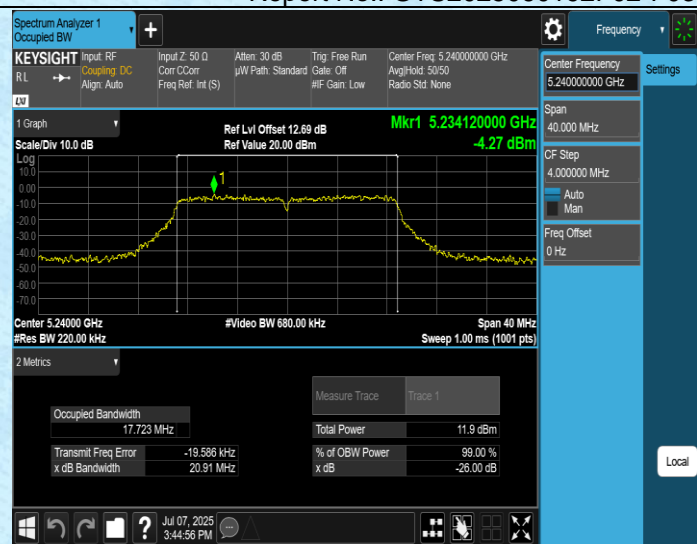 Spectrum Analyzer 1
Occupied BW
+
Frequency
KEYSIGHT
RL
LXI
Input: RF
Coupling: DC
Align: Auto
Input Z: 50 Ω
Corr CCorr
Freq Ref: Int (S)
Atten: 30 dB
µW Path: Standard
Trig: Free Run
Gate: Off
#IF Gain: Low
Center Freq: 5.240000000 GHz
Avg|Hold: 50/50
Radio Std: None
Center Frequency
5.240000000 GHz
Settings
Span
40.000 MHz
CF Step
4.000000 MHz
Auto
Man
Freq Offset
0 Hz
1 Graph
Scale/Div 10.0 dB
Ref Lvl Offset 12.69 dB
Ref Value 20.00 dBm
Mkr1 5.234120000 GHz
-4.27 dBm
Log
10.0
0.00
-10.0
-20.0
-30.0
-40.0
-50.0
-60.0
-70.0
1
Center 5.24000 GHz
#Res BW 220.00 kHz
#Video BW 680.00 kHz
Span 40 MHz
Sweep 1.00 ms (1001 pts)
2 Metrics
Measure Trace Trace 1
Occupied Bandwidth
17.723 MHz
Total Power 11.9 dBm
Transmit Freq Error -19.586 kHz
% of OBW Power 99.00 %
x dB Bandwidth 20.91 MHz
x dB -26.00 dB
Local
?
Jul 07, 2025
3:44:56 PM